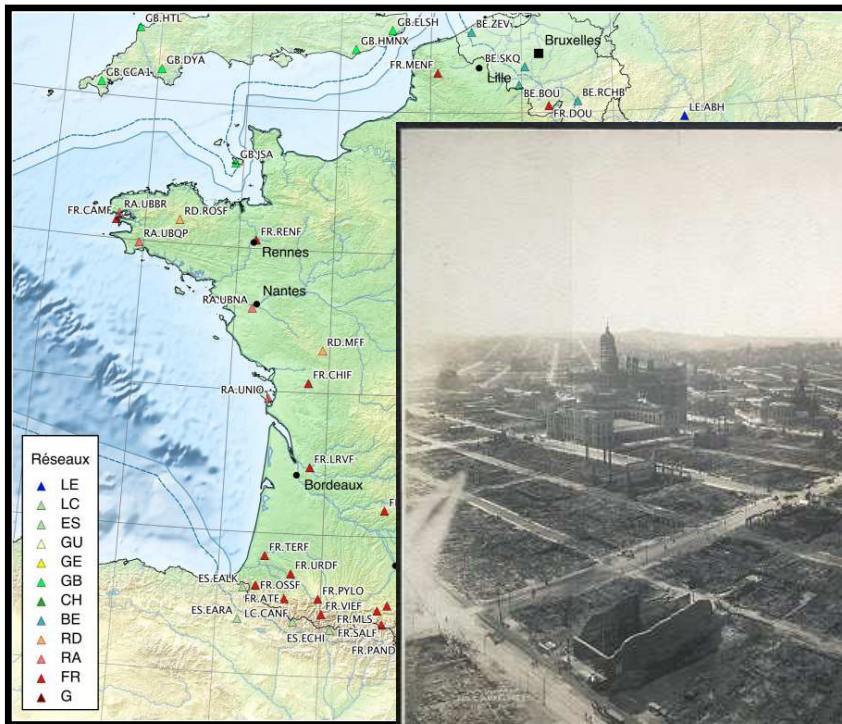 GB.HTL
GB.ELSH
BE.ZEV
GB.HMNX
Bruxelles
GB.DYA
BE.SKQ
FR.MENF
Lille
GB.CCA1
BE.BOU
BE.RCHB
FR.DOU
LE.ABH
GB.JSA
RA.UBBR
FR.CAMF
RD.ROSF
FR.RENF
RA.UBQP
Rennes
Nantes
RA.UBNA
RD.MFF
FR.CHIF
RA.UNIO
Réseaux
LE
LC
ES
GU
GE
GB
CH
BE
RD
RA
FR
G
FR.LRVF
Bordeaux
FR.TERF
FR.URDF
ES.EALK
FR.OSSF
FR.ATE
FR.PYLO
ES.EARA
LC.CANF
FR.VIEF
FR.MLS
ES.ECHI
FR.SALF
FR.PAND